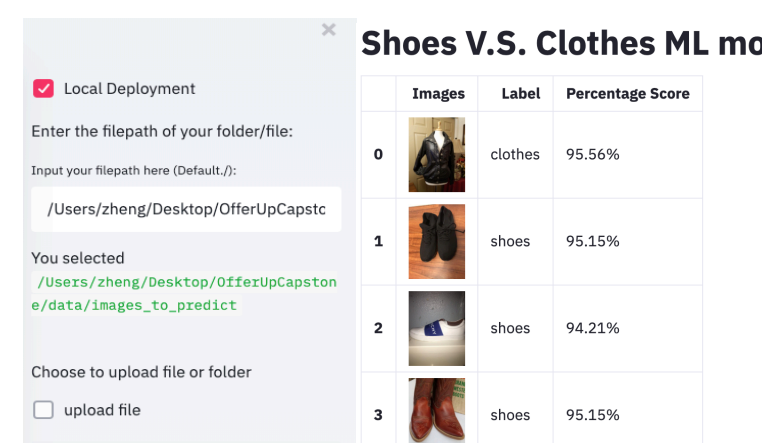 ×
Local Deployment
Enter the filepath of your folder/file:
Input your filepath here (Default./):
/Users/zheng/Desktop/OfferUpCapstc
You selected
/Users/zheng/Desktop/OfferUpCapston
e/data/images_to_predict
Choose to upload file or folder
upload file
Shoes V.S. Clothes ML mo
Images Label Percentage Score
0 clothes 95.56%
1 shoes 95.15%
2 shoes 94.21%
3 shoes 95.15%